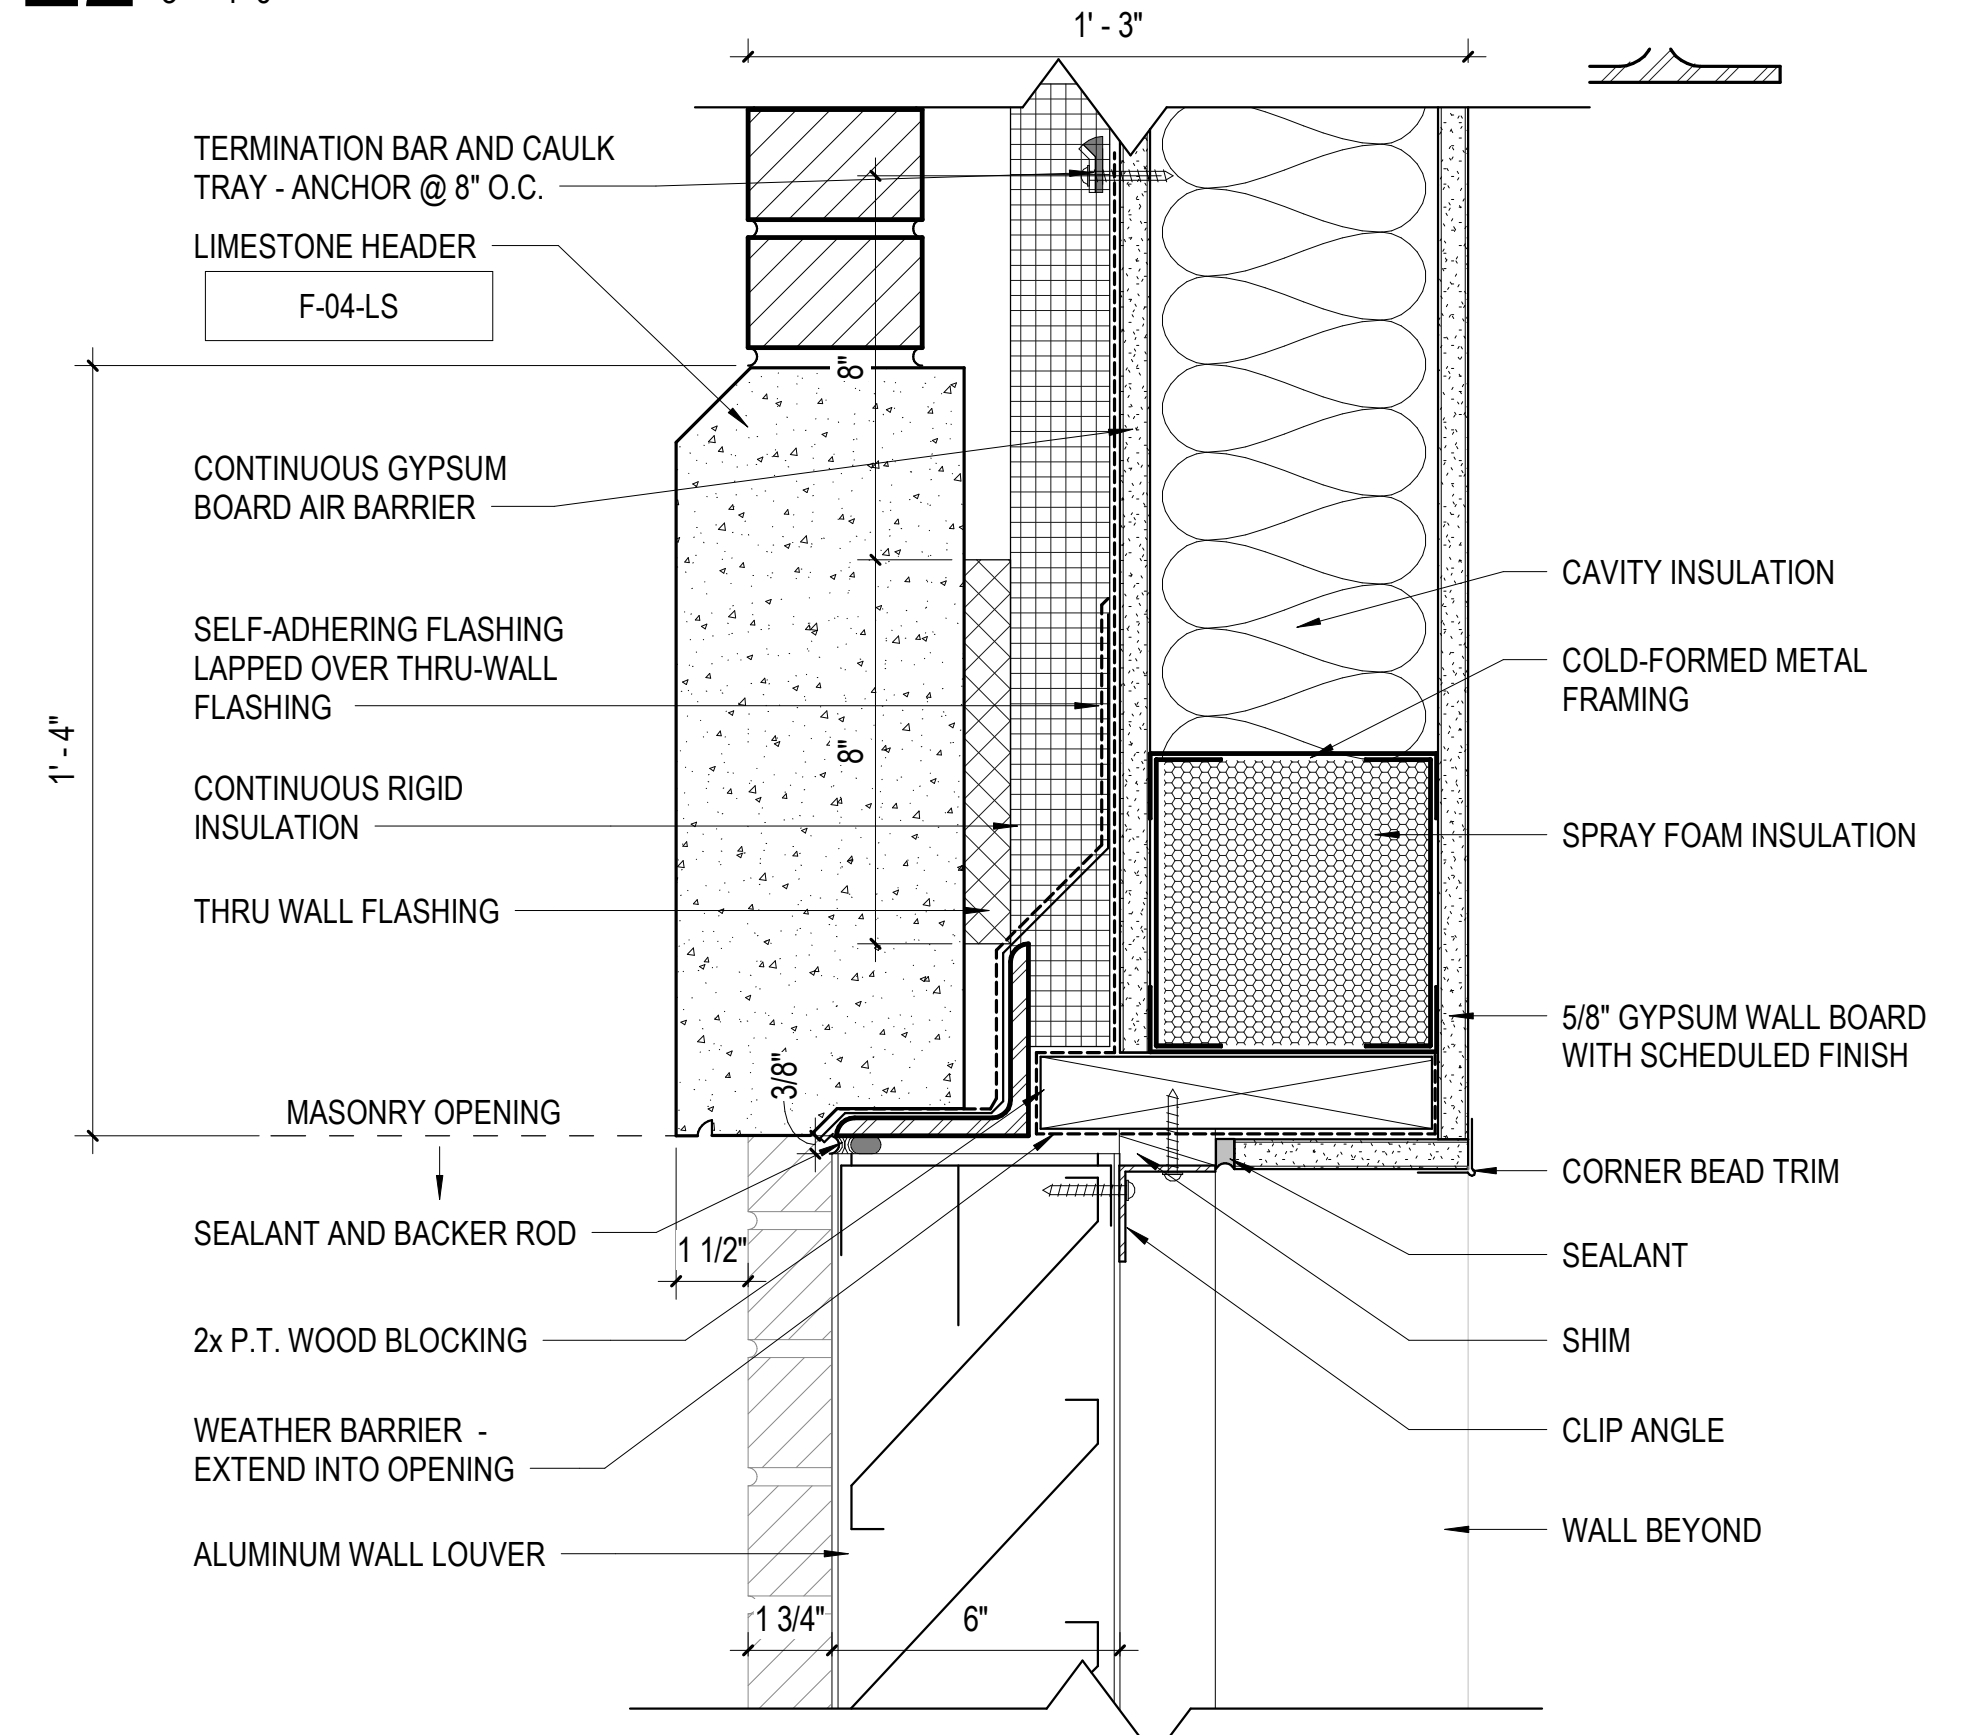 1' - 3"
TERMINATION BAR AND CAULK
TRAY - ANCHOR @ 8" O.C.
LIMESTONE HEADER
F-04-LS
8"
CONTINUOUS GYPSUM
BOARD AIR BARRIER
SELF-ADHERING FLASHING
LAPPED OVER THRU-WALL
FLASHING
1' - 4"
8"
CONTINUOUS RIGID
INSULATION
THRU WALL FLASHING
3/8"
MASONRY OPENING
SEALANT AND BACKER ROD
1 1/2"
2x P.T. WOOD BLOCKING
WEATHER BARRIER -
EXTEND INTO OPENING
ALUMINUM WALL LOUVER
1 3/4"
6"
CAVITY INSULATION
COLD-FORMED METAL
FRAMING
SPRAY FOAM INSULATION
5/8" GYPSUM WALL BOARD
WITH SCHEDULED FINISH
CORNER BEAD TRIM
SEALANT
SHIM
CLIP ANGLE
WALL BEYOND